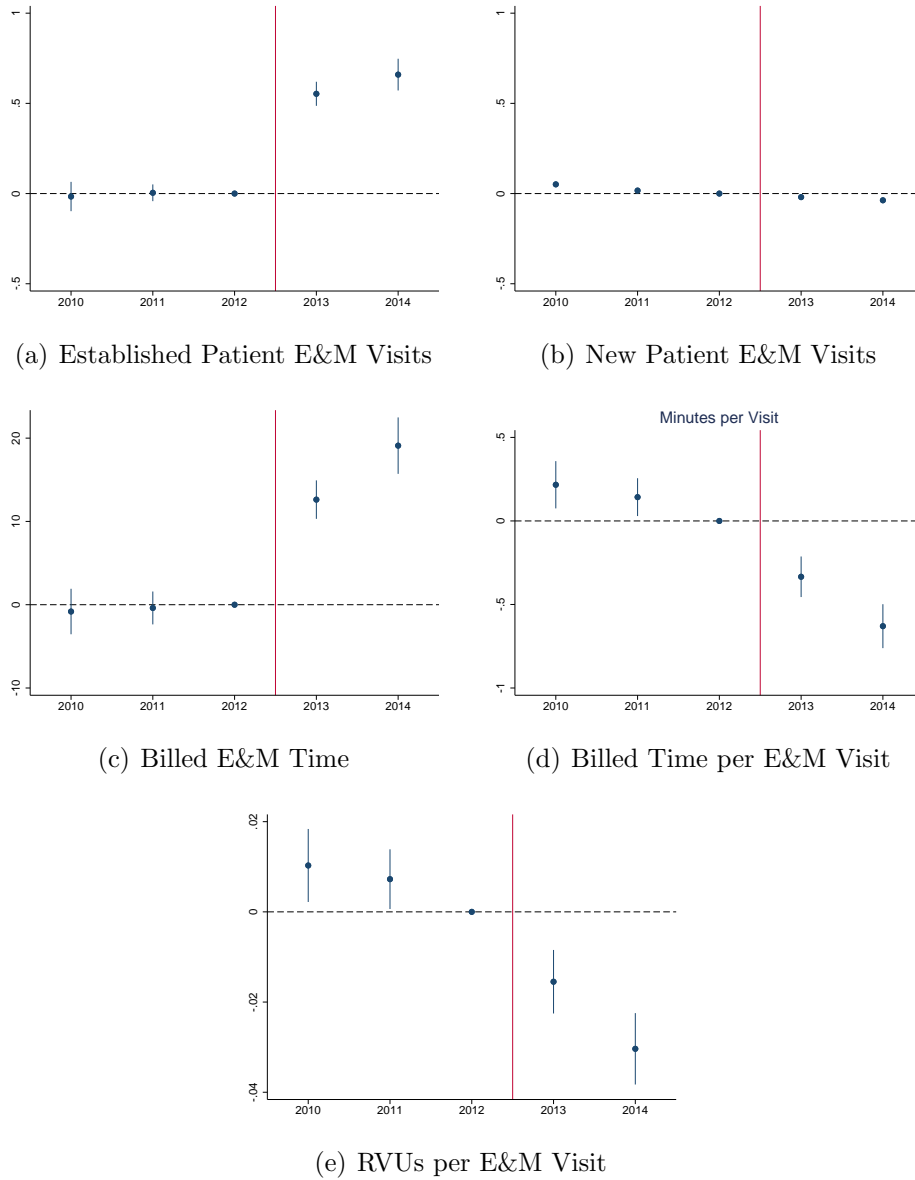 1
.5
0
-.5
2010 2011 2012 2013 2014
(a) Established Patient E&M Visits
1
.5
0
-.5
2010 2011 2012 2013 2014
(b) New Patient E&M Visits
20
10
0
-10
2010 2011 2012 2013 2014
(c) Billed E&M Time
Minutes per Visit
.5
0
-.5
-1
2010 2011 2012 2013 2014
(d) Billed Time per E&M Visit
.02
0
-.02
-.04
2010 2011 2012 2013 2014
(e) RVUs per E&M Visit